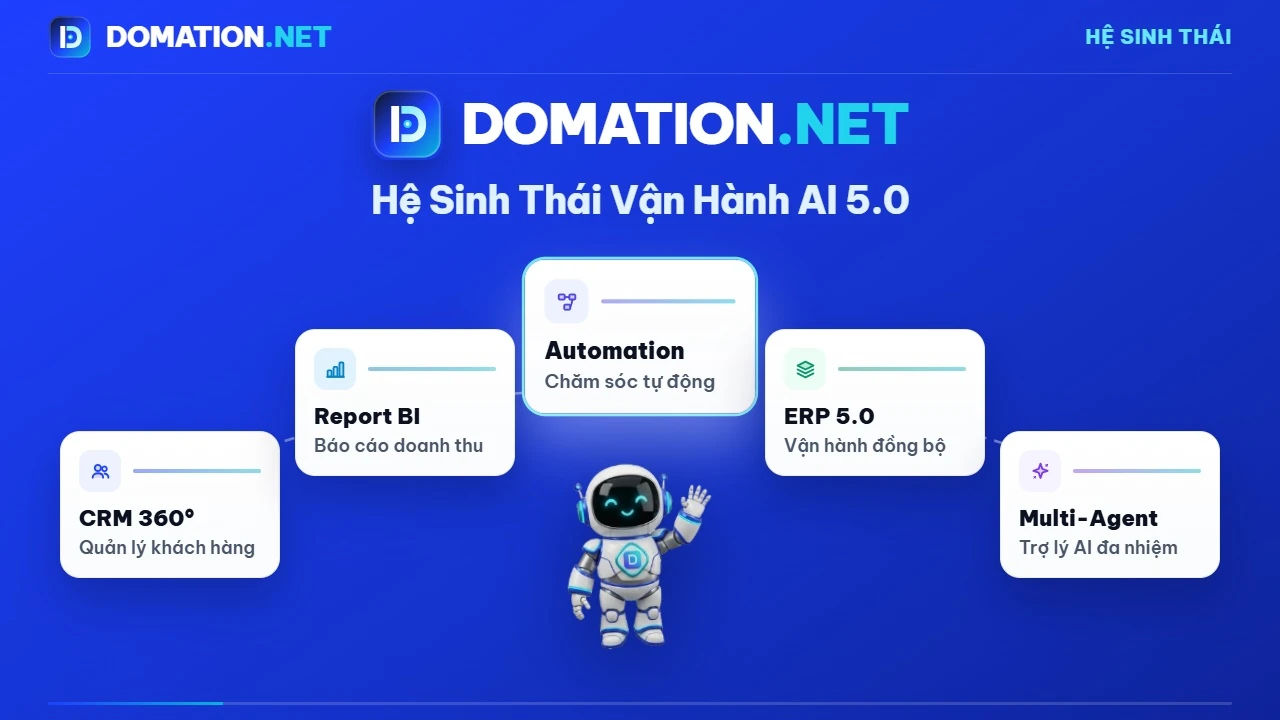 DOMATION.NET
HỆ SINH THÁI
DOMATION.NET
Hệ Sinh Thái Vận Hành AI 5.0
Automation
Chăm sóc tự động
Report BI
Báo cáo doanh thu
ERP 5.0
Vận hành đồng bộ
CRM 360°
Quản lý khách hàng
Multi-Agent
Trợ lý AI đa nhiệm